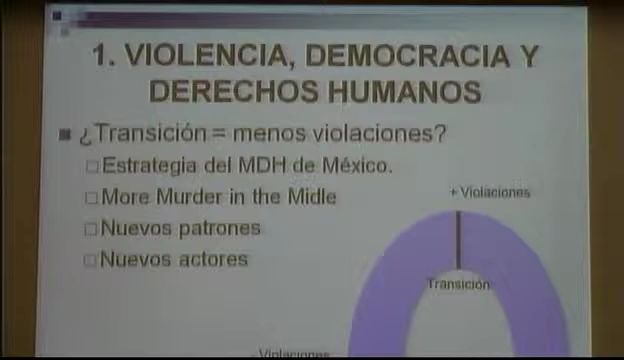 1. VIOLENCIA, DEMOCRACIA Y
DERECHOS HUMANOS
¿Transición = menos violaciones?
Estrategia del MDH de México.
More Murder in the Midle
+ Violaciones
Nuevos patrones
Nuevos actores
Transición
- Violaciones